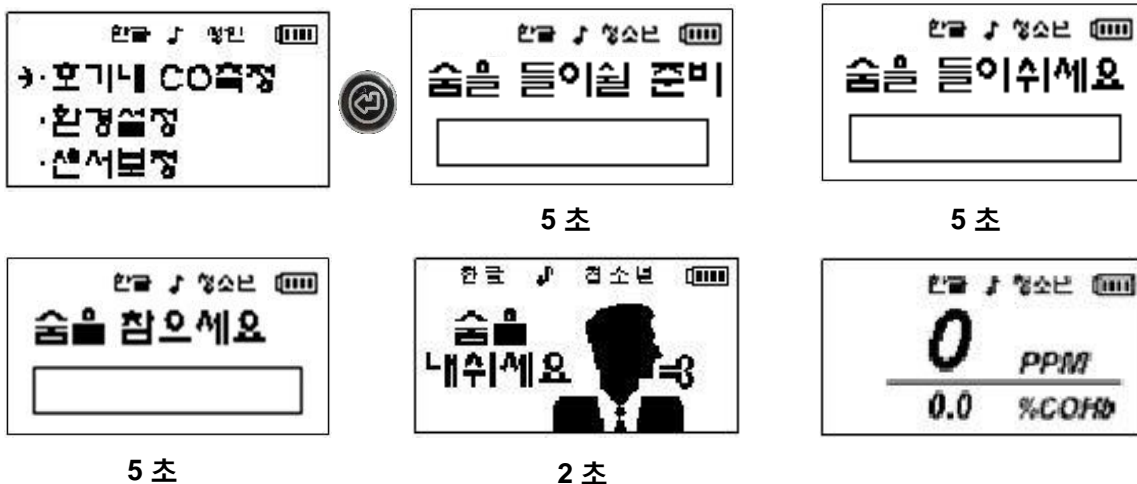 한글 ♪ 성인
→·호기내 CO측정
·환경설정
·센서보정
한글 ♪ 청소년
숨을 들이쉴 준비
5 초
한글 ♪ 청소년
숨을 들이쉬세요
5 초
한글 ♪ 청소년
숨을 참으세요
5 초
한글 ♪ 청소년
숨을
내쉬세요
2 초
한글 ♪ 청소년
0 PPM
0.0 %COHb